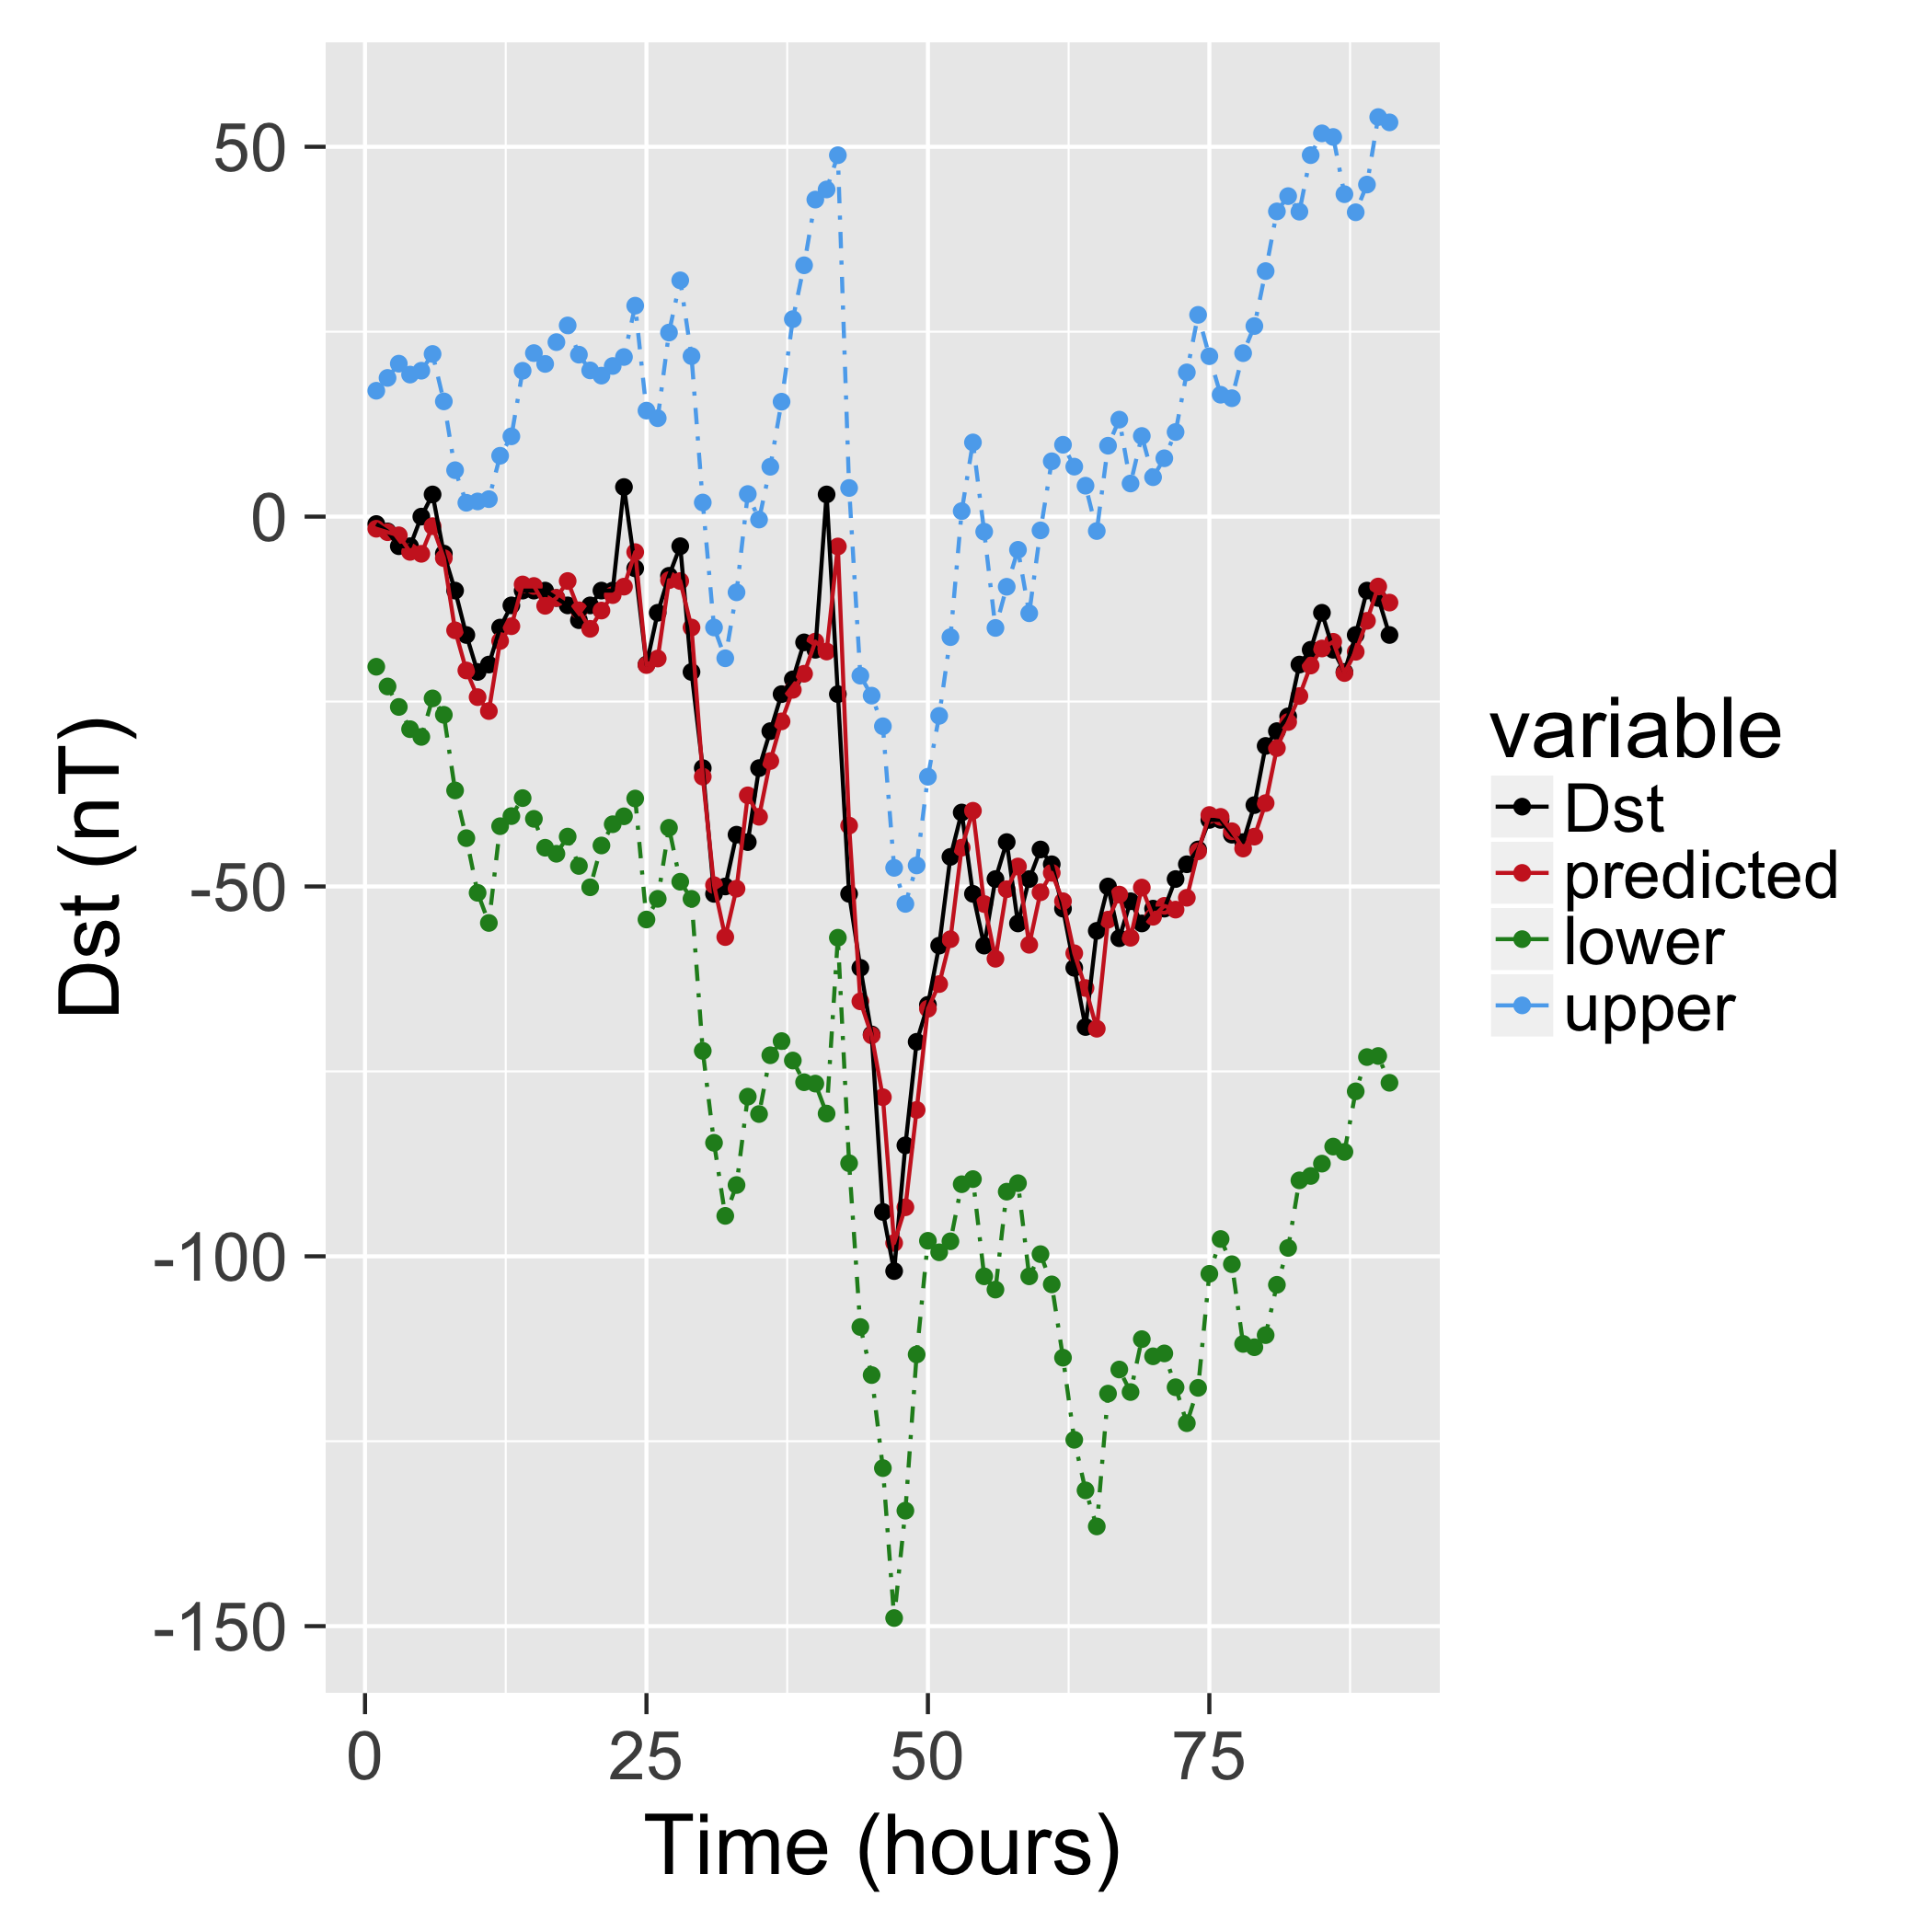 50
0
-50
-100
-150
Dst (nT)
0 25 50 75
Time (hours)
variable
Dst
predicted
lower
upper